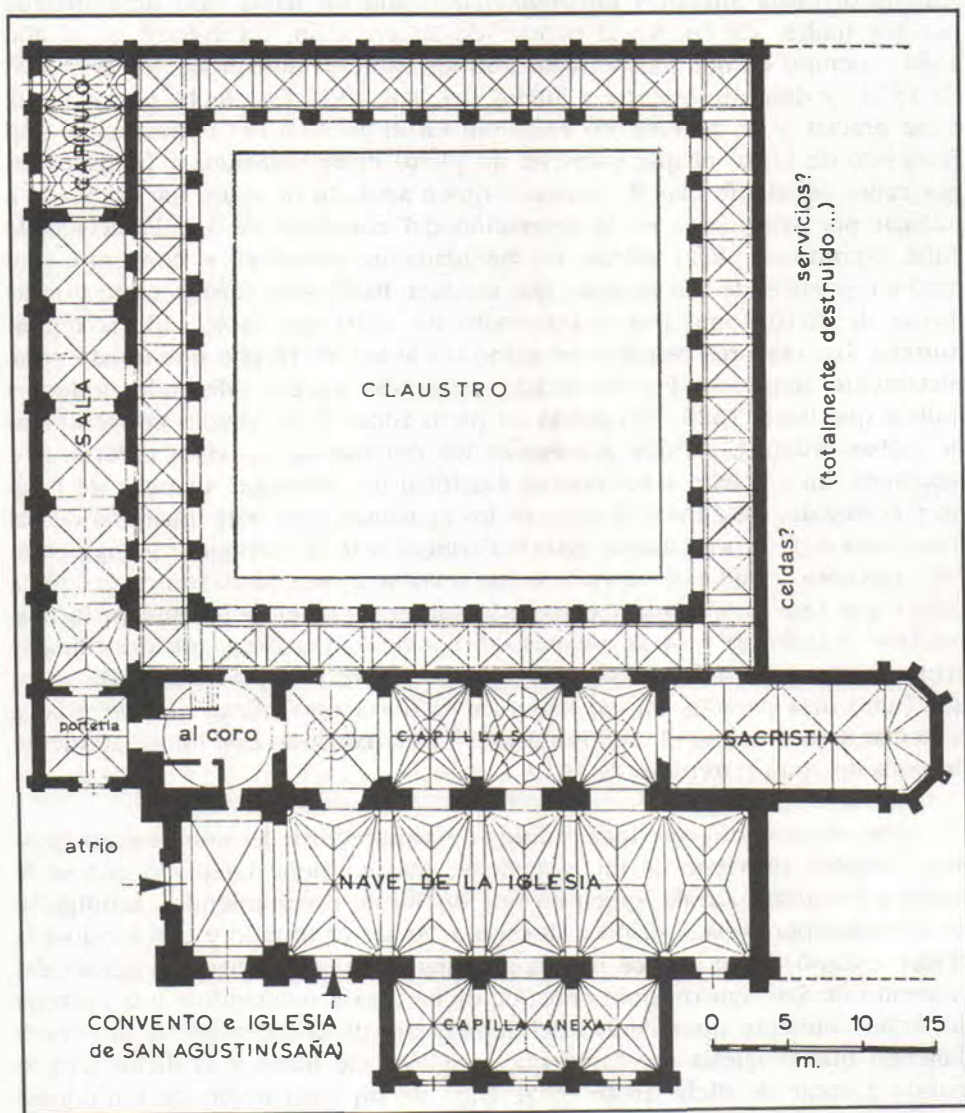 CAPITULO
SSLL
CLAUSTRO
servicios?
(totalmente destruido...
celdas?
portería
al coro
CAPILLAS
SACRISTIA
atrio
NAVE DE LA IGLESIA
CAPILLA ANEXA
CONVENTO e IGLESIA
de SAN AGUSTIN (SAÑA)
0 5 10 15
m.